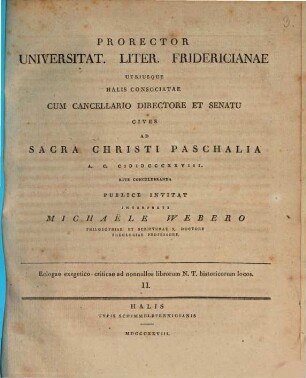 PRORECTOR
UNIVERSITAT. LITER. FRIDERICIANAE
UTRIUSQUE
HALIS CONSOCIATAE
CUM CANCELLARIO DIRECTORE ET SENATU
CIVES
AD
SACRA CHRISTI PASCHALIA
A. C. CIƆIƆCCCXXVIII.
RITE CONCELEBRANDA
PUBLICE INVITAT
INTERPRETE
MICHAELE WEBERO
PHILOSOPHIAE ET SCRIPTURAE S. DOCTORE
THEOLOGIAE PROFESSORE.
Eclogae exegetico-criticae ad nonnullos librorum N. T. historicorum locos.
II.
HALIS
TYPIS SCHIMMELPFENNIGIANIS
MDCCCXXVIII.